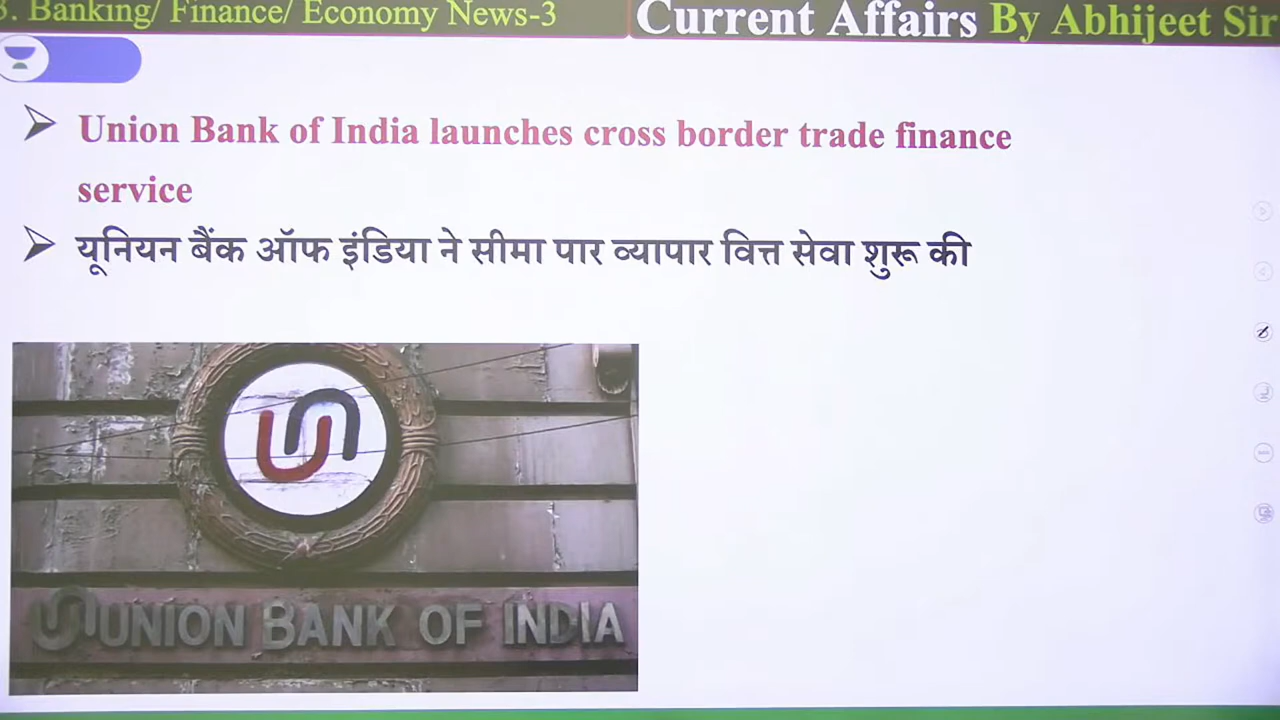 3. Banking/ Finance/ Economy News-3
Current Affairs By Abhijeet Sir
Union Bank of India launches cross border trade finance
service
यूनियन बैंक ऑफ इंडिया ने सीमा पार व्यापार वित्त सेवा शुरू की
UNION BANK OF INDIA